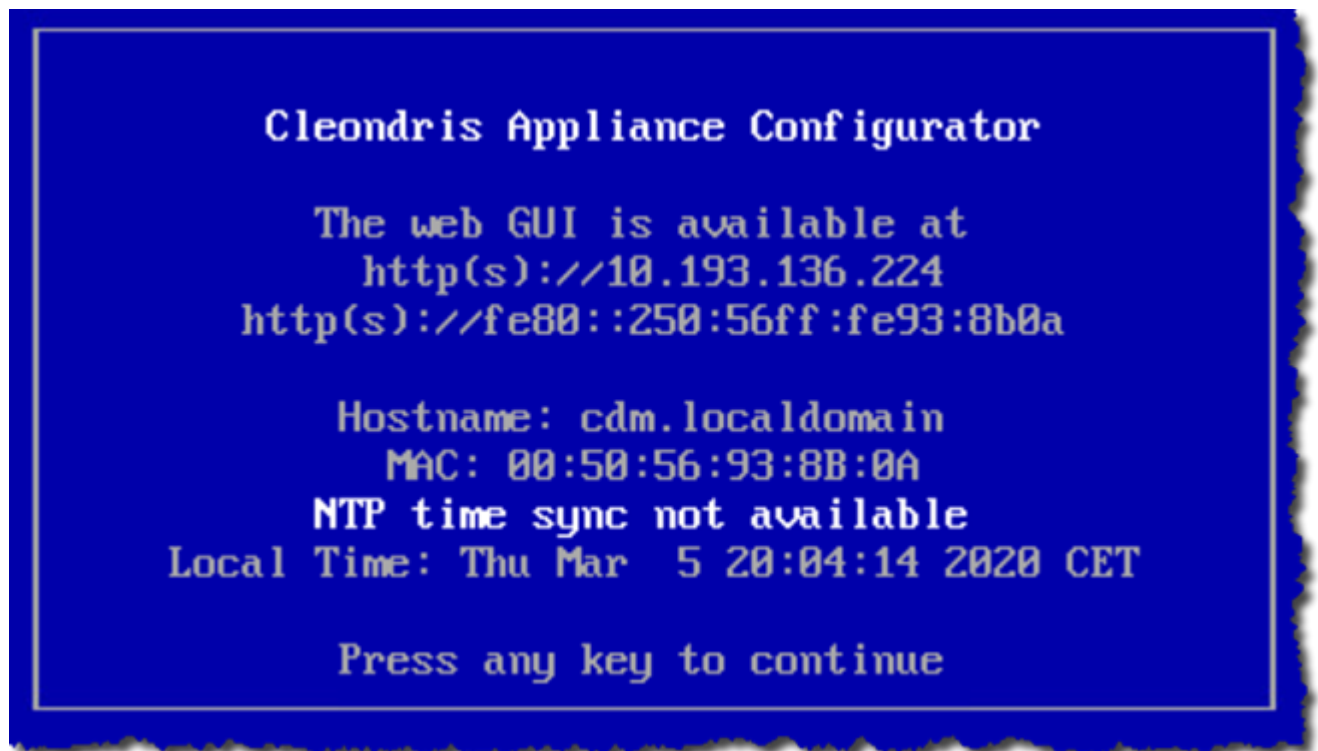 Cleondris Appliance Configurator
The web GUI is available at
http(s)://10.193.136.224
http(s)://fe80::250:56ff:fe93:8b0a
Hostname: cdm.localdomain
MAC: 00:50:56:93:8B:0A
NTP time sync not available
Local Time: Thu Mar  5 20:04:14 2020 CET
Press any key to continue